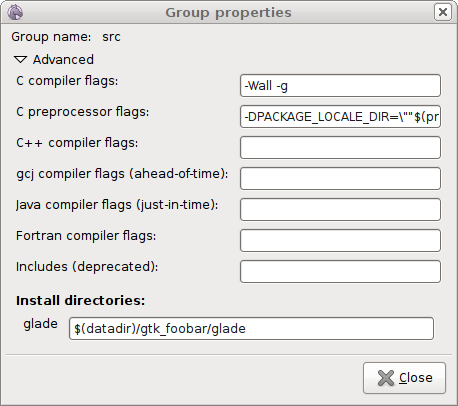 Group properties
Group name: src
Advanced
C compiler flags: -Wall -g
C preprocessor flags: -DPACKAGE_LOCALE_DIR=\""$(pr
C++ compiler flags:
gcj compiler flags (ahead-of-time):
Java compiler flags (just-in-time):
Fortran compiler flags:
Includes (deprecated):
Install directories:
glade $(datadir)/gtk_foobar/glade
Close